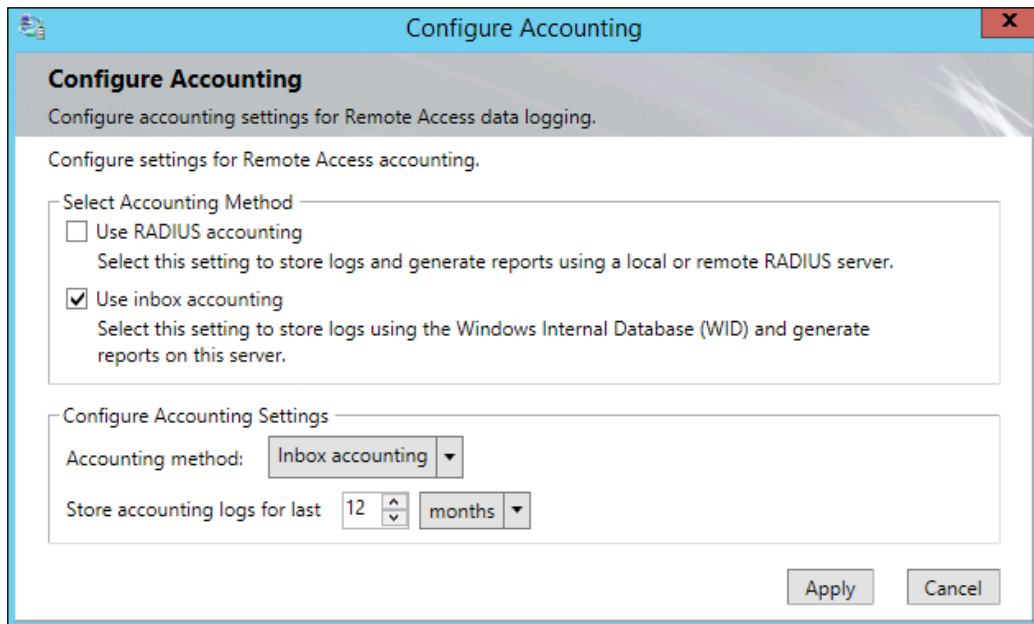 Configure Accounting
x
Configure Accounting
Configure accounting settings for Remote Access data logging.
Configure settings for Remote Access accounting.
Select Accounting Method
Use RADIUS accounting
Select this setting to store logs and generate reports using a local or remote RADIUS server.
Use inbox accounting
Select this setting to store logs using the Windows Internal Database (WID) and generate
reports on this server.
Configure Accounting Settings
Accounting method: Inbox accounting
Store accounting logs for last 12 months
Apply Cancel